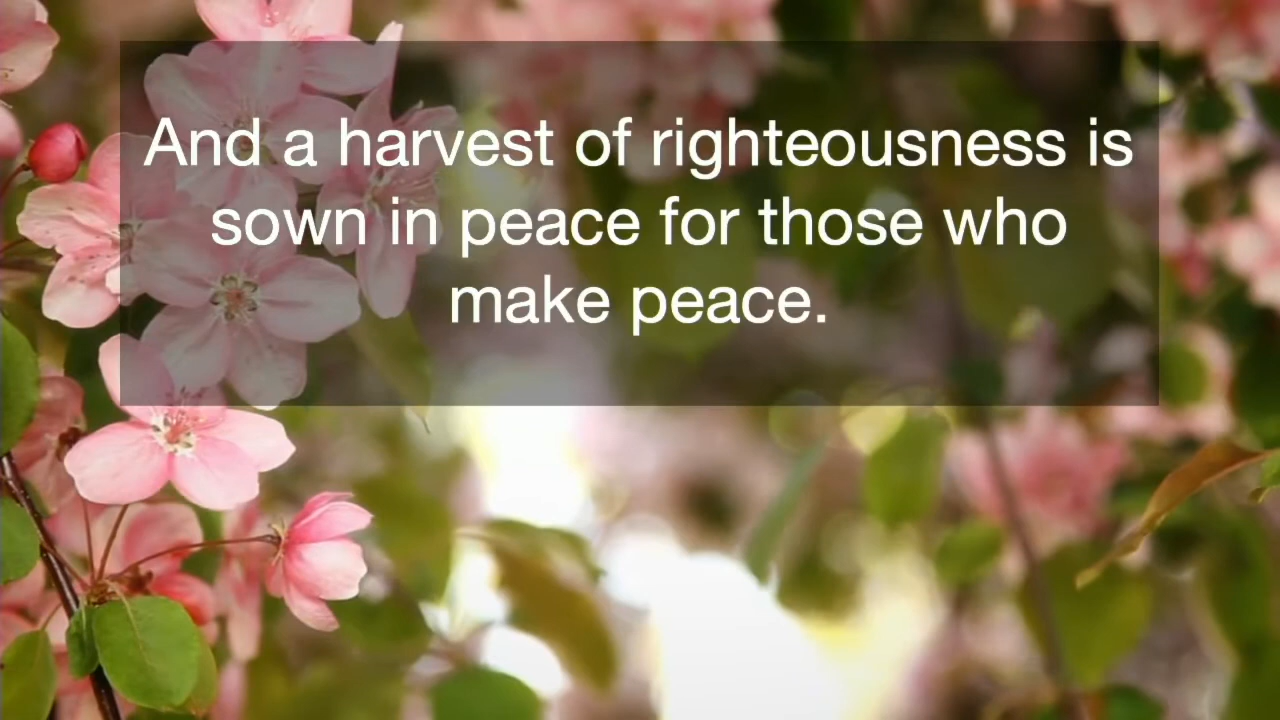 And a harvest of righteousness is
sown in peace for those who
make peace.